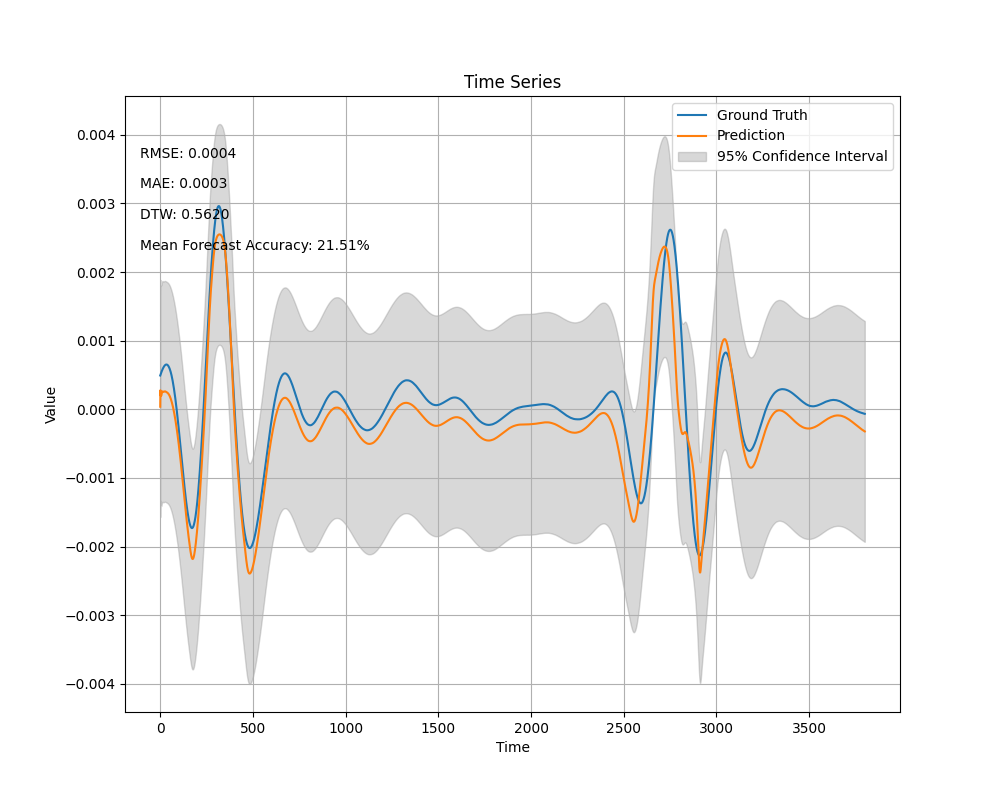 Time Series
Ground Truth
Prediction
95% Confidence Interval
RMSE: 0.0004
MAE: 0.0003
DTW: 0.5620
Mean Forecast Accuracy: 21.51%
Value
0.004
0.003
0.002
0.001
0.000
−0.001
−0.002
−0.003
−0.004
0 500 1000 1500 2000 2500 3000 3500
Time